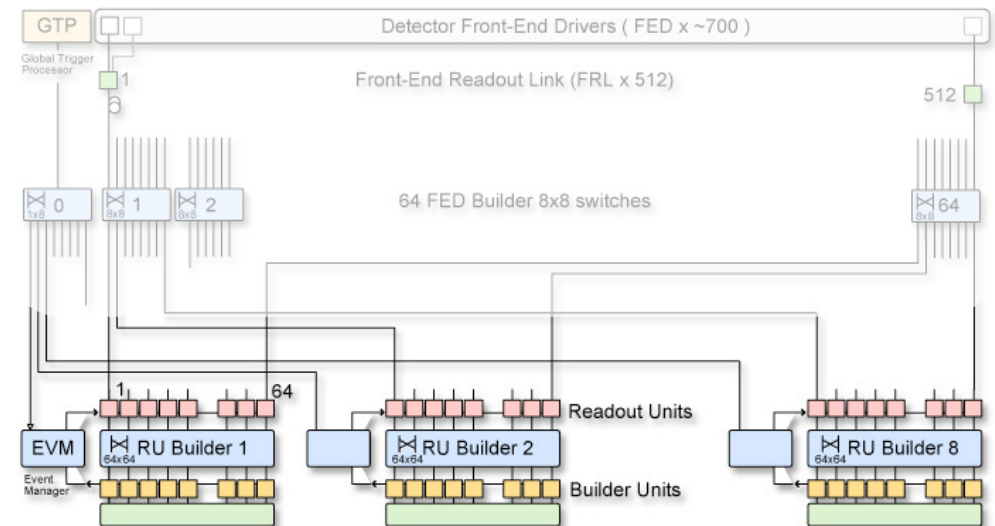 GTP
Detector Front-End Drivers ( FED x ~700 )
Global Trigger
Processor
1
Front-End Readout Link (FRL x 512)
512
1x8
0
8x8
1
8x8
2
64 FED Builder 8x8 switches
8x8
64
1
64
Readout Units
EVM
64x64
RU Builder 1
64x64
RU Builder 2
64x64
RU Builder 8
Event
Manager
Builder Units